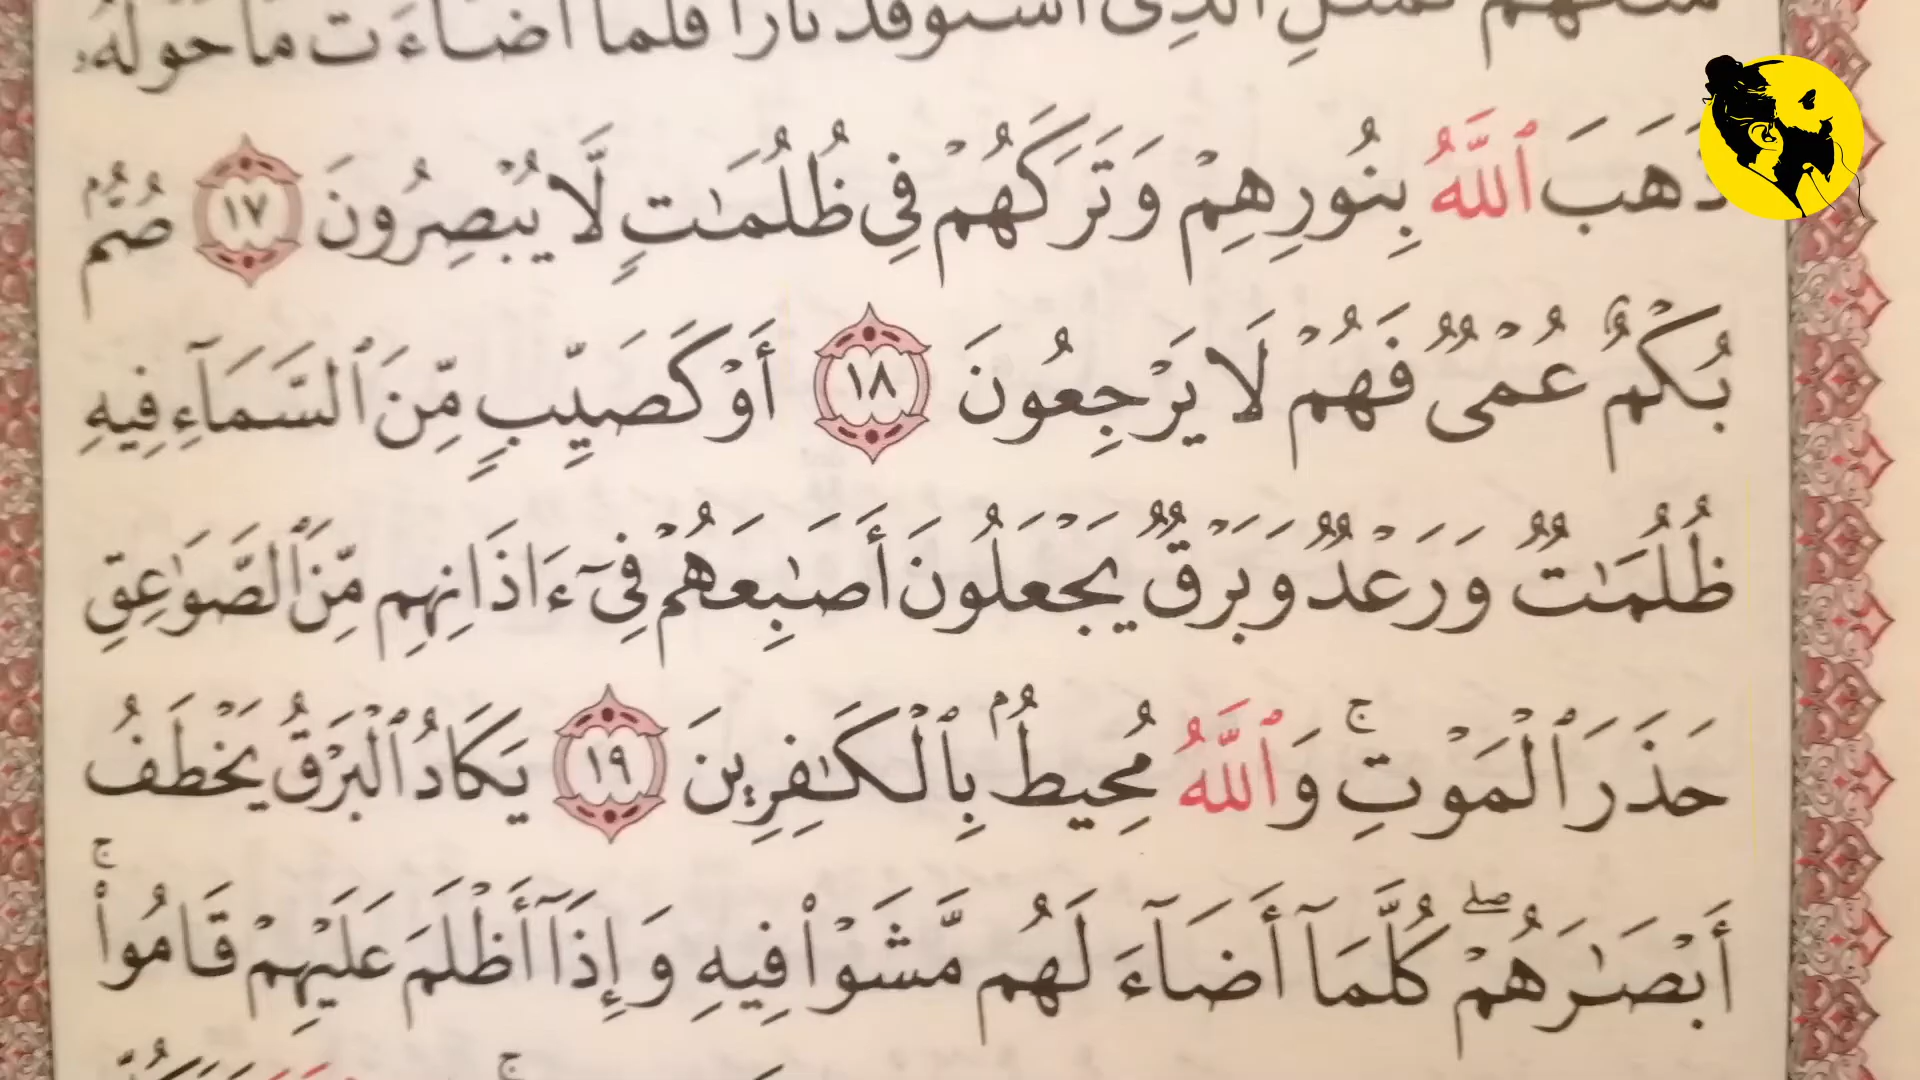 مَثَلُهُمْ كَمَثَلِ ٱلَّذِى ٱسْتَوْقَدَ نَارًا فَلَمَّآ أَضَآءَتْ مَا حَوْلَهُۥ
ذَهَبَ ٱللَّهُ بِنُورِهِمْ وَتَرَكَهُمْ فِى ظُلُمَـٰتٍ لَّا يُبْصِرُونَ ١٧ صُمٌّۢ
بُكْمٌ عُمْىٌ فَهُمْ لَا يَرْجِعُونَ ١٨ أَوْ كَصَيِّبٍ مِّنَ ٱلسَّمَآءِ فِيهِ
ظُلُمَـٰتٌ وَرَعْدٌ وَبَرْقٌ يَجْعَلُونَ أَصَـٰبِعَهُمْ فِىٓ ءَاذَانِهِم مِّنَ ٱلصَّوَٰعِقِ
حَذَرَ ٱلْمَوْتِ ۚ وَٱللَّهُ مُحِيطٌۢ بِٱلْكَـٰفِرِينَ ١٩ يَكَادُ ٱلْبَرْقُ يَخْطَفُ
أَبْصَـٰرَهُمْ ۖ كُلَّمَآ أَضَآءَ لَهُم مَّشَوْا۟ فِيهِ وَإِذَآ أَظْلَمَ عَلَيْهِمْ قَامُوا۟ ۚ